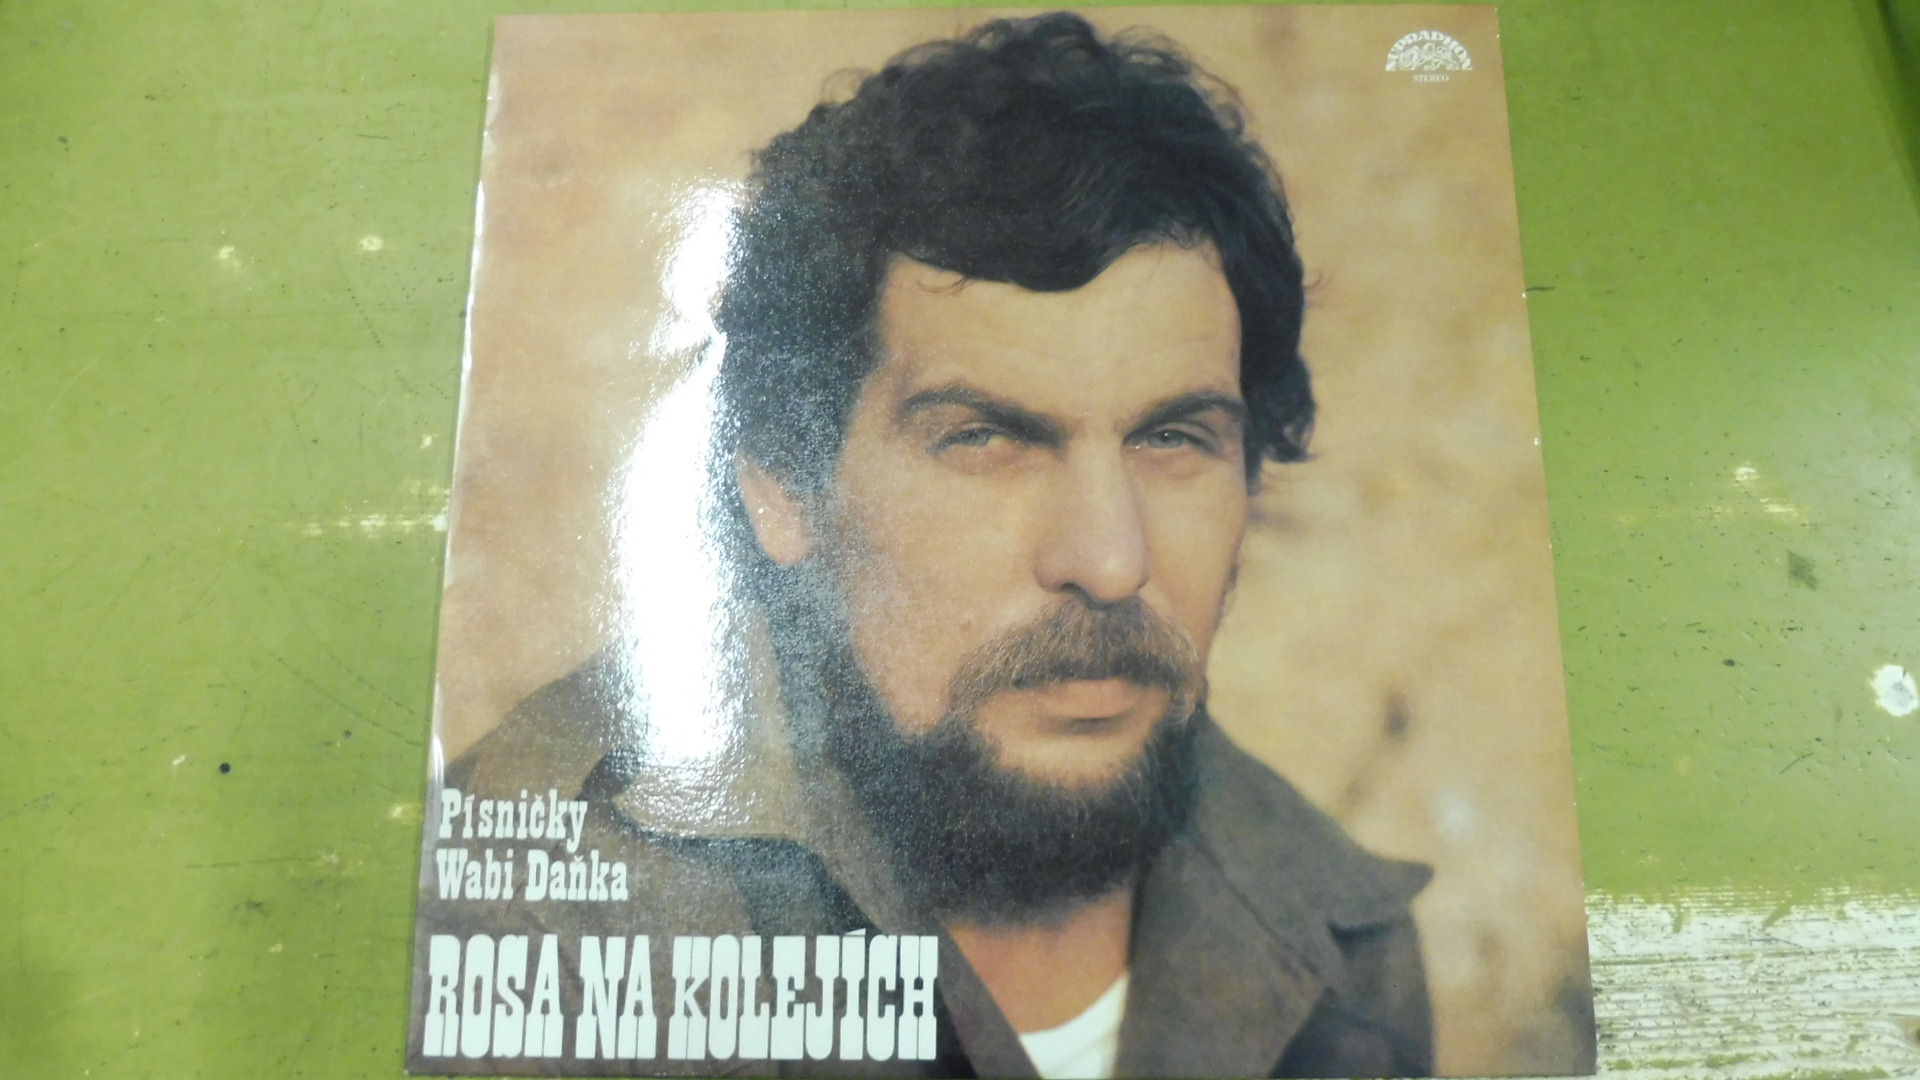 SUPRAPHON
STEREO
Písničky
Wabi Daňka
ROSA NA KOLEJÍCH